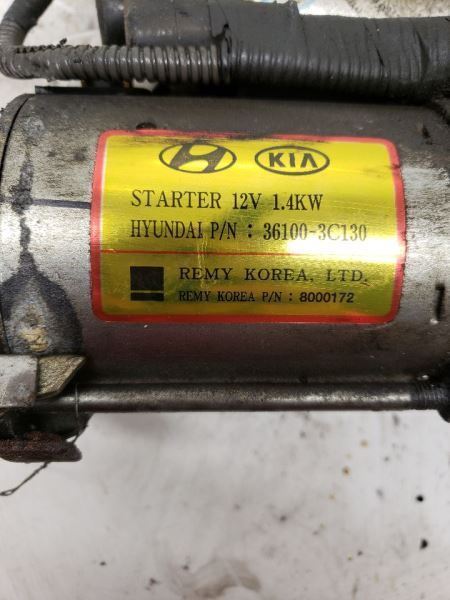 KIA
STARTER 12V 1.4KW
HYUNDAI P/N : 36100-3C130
REMY KOREA, LTD.
REMY KOREA P/N : 8000172